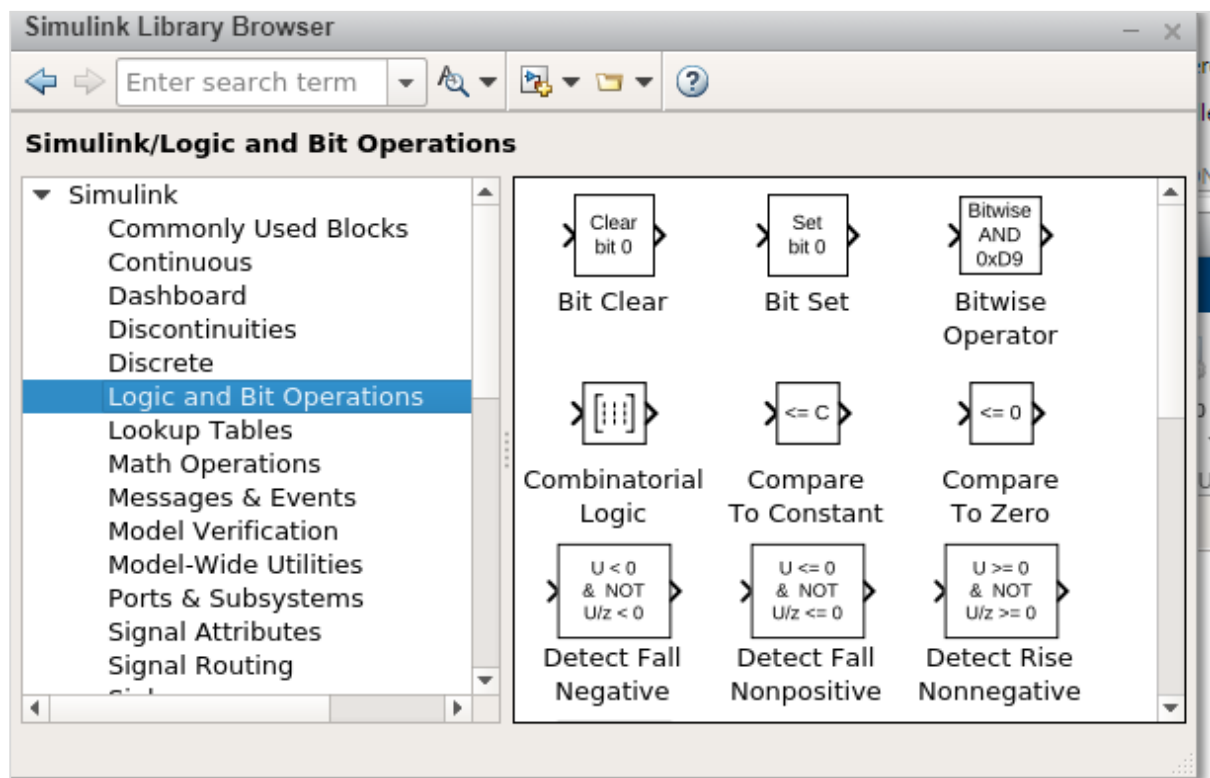 Simulink Library Browser
Enter search term
Simulink/Logic and Bit Operations
Simulink
Commonly Used Blocks
Continuous
Dashboard
Discontinuities
Discrete
Logic and Bit Operations
Lookup Tables
Math Operations
Messages & Events
Model Verification
Model-Wide Utilities
Ports & Subsystems
Signal Attributes
Signal Routing
Clear
bit 0
Bit Clear
Set
bit 0
Bit Set
Bitwise
AND
0xD9
Bitwise
Operator
Combinatorial
Logic
<= C
Compare
To Constant
<= 0
Compare
To Zero
U < 0
& NOT
U/z < 0
Detect Fall
Negative
U <= 0
& NOT
U/z <= 0
Detect Fall
Nonpositive
U >= 0
& NOT
U/z >= 0
Detect Rise
Nonnegative